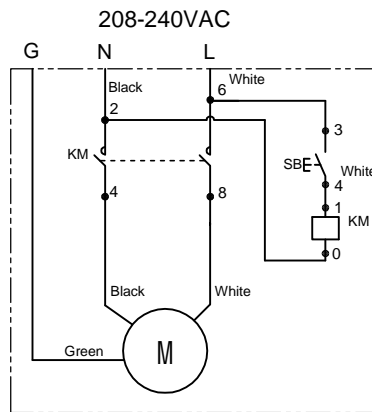 208-240VAC
G N L
Black White
2 6
3
KM SB White
4
4 8 1 KM
0
Black White
Green M